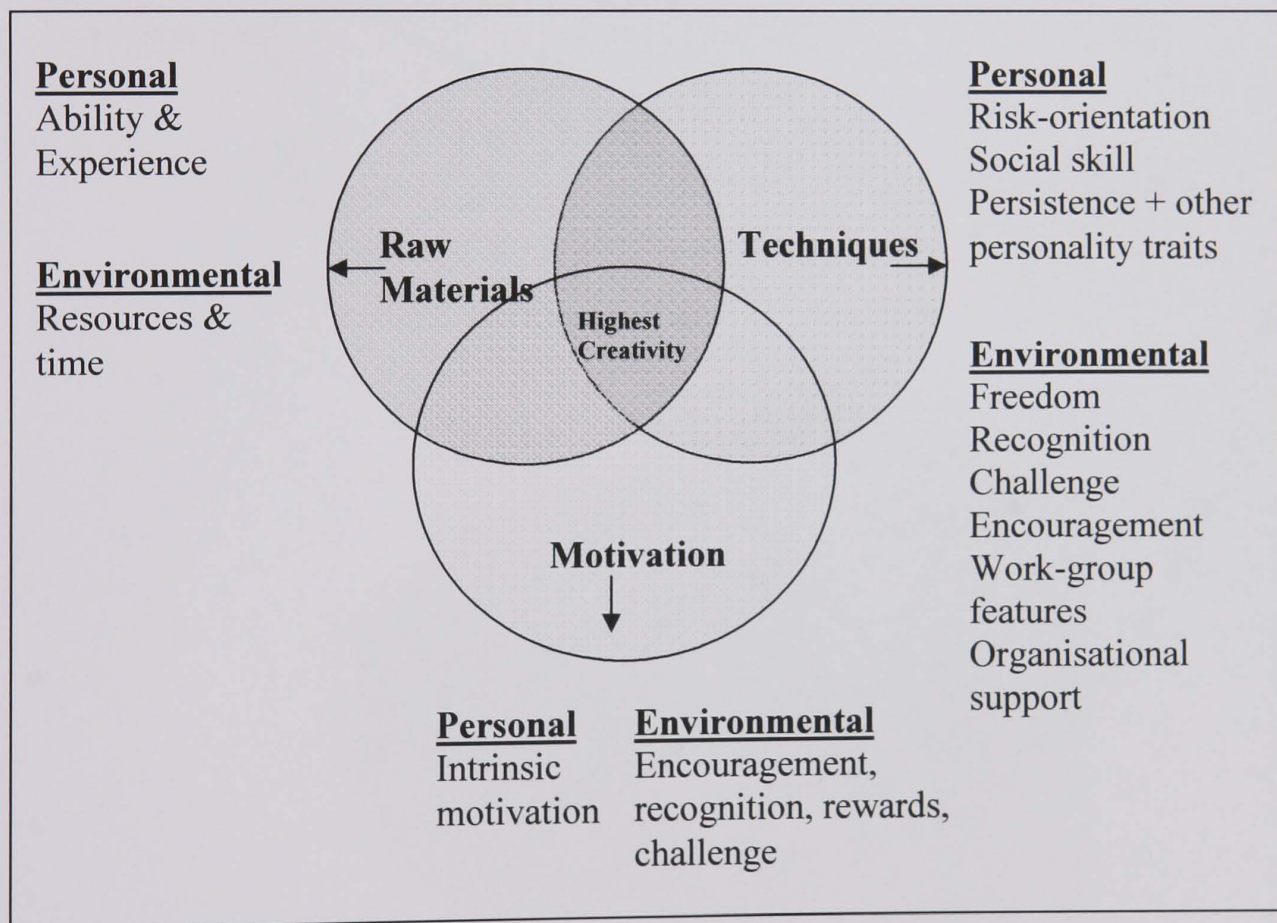 Personal
Ability &
Experience
Environmental
Resources &
time
Raw
Materials
Techniques
Highest
Creativity
Motivation
Personal
Risk-orientation
Social skill
Persistence + other
personality traits
Environmental
Freedom
Recognition
Challenge
Encouragement
Work-group
features
Organisational
support
Personal
Intrinsic
motivation
Environmental
Encouragement,
recognition, rewards,
challenge